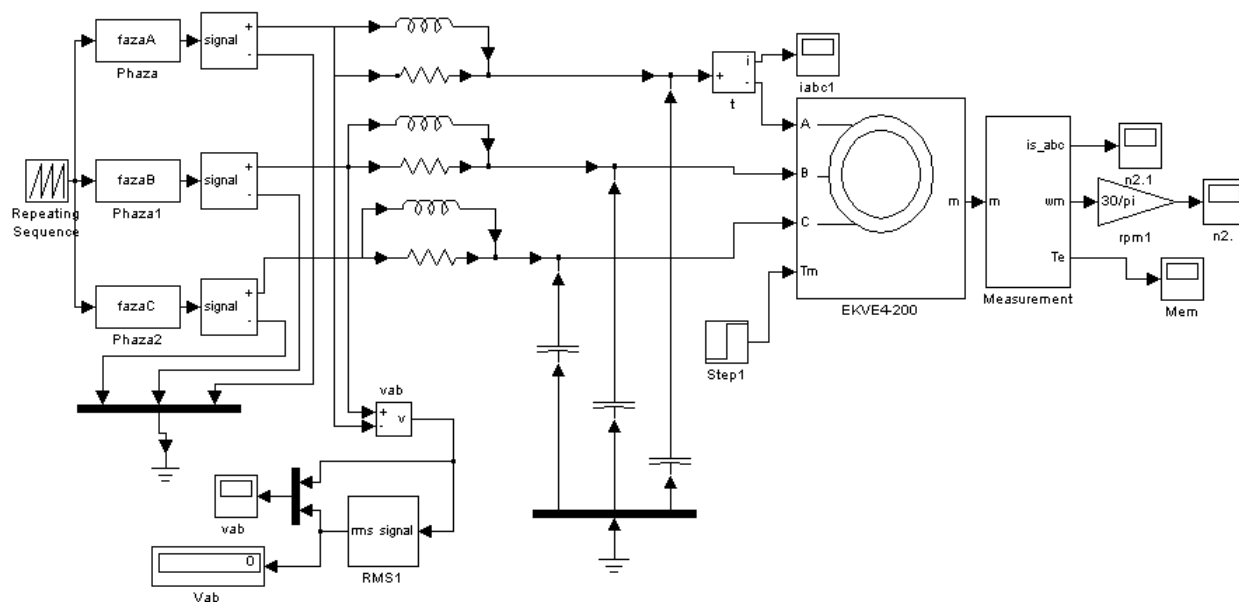 fazaA
signal
+
-
Phaza
i
+
-
t
iabc1
A
fazaB
signal
+
-
Phaza1
Repeating
Sequence
B
is_abc
n2.1
m
m
wm
30/pi
rpm1
n2.
C
fazaC
signal
+
-
Phaza2
Tm
Te
EKVE4-200
Measurement
Mem
Step1
vab
+
-
v
vab
rms signal
RMS1
0
Vab